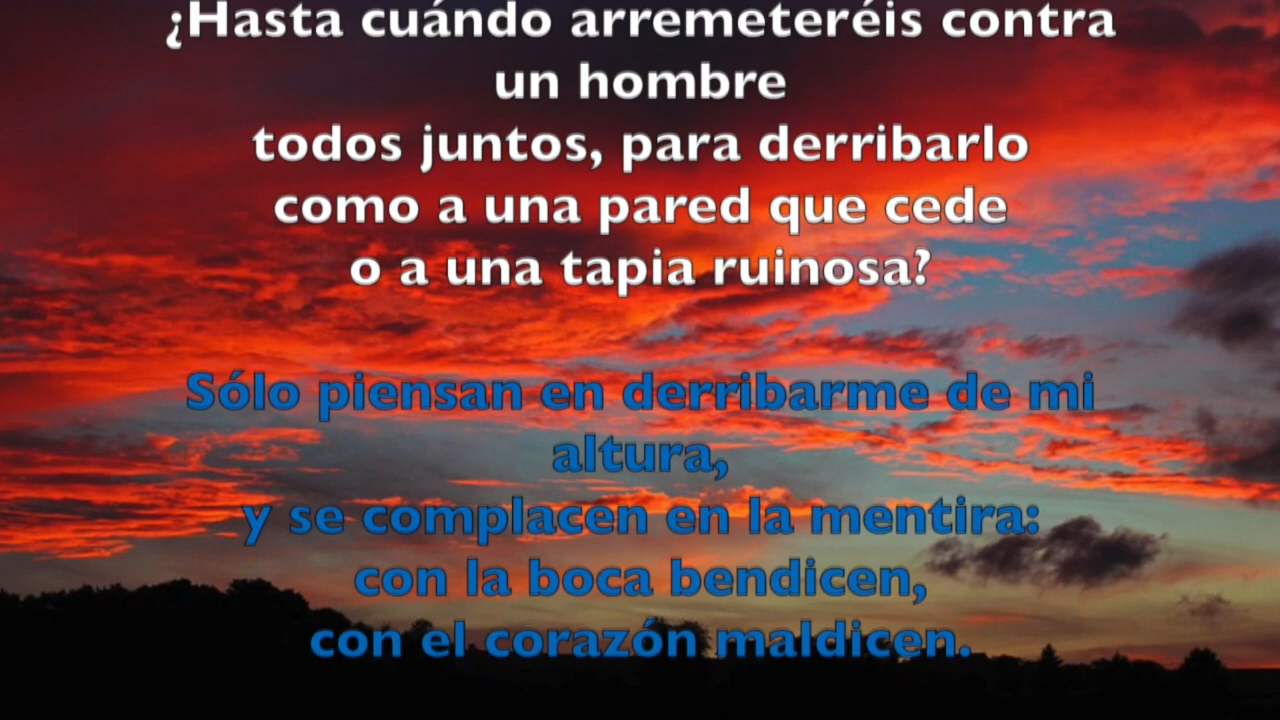 ¿Hasta cuándo arremeteréis contra
un hombre
todos juntos, para derribarlo
como a una pared que cede
o a una tapia ruinosa?
Sólo piensan en derribarme de mi
altura,
y se complacen en la mentira:
con la boca bendicen,
con el corazón maldicen.